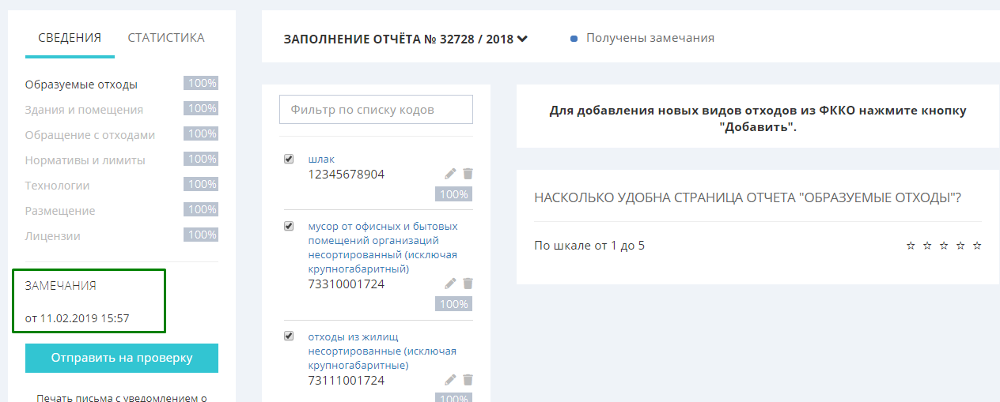 СВЕДЕНИЯ СТАТИСТИКА
Образуемые отходы 100%
Здания и помещения 100%
Обращение с отходами 100%
Нормативы и лимиты 100%
Технологии 100%
Размещение 100%
Лицензии 100%
ЗАМЕЧАНИЯ
от 11.02.2019 15:57
Отправить на проверку
Печать письма с уведомлением о
ЗАПОЛНЕНИЕ ОТЧЁТА № 32728 / 2018
Получены замечания
Фильтр по списку кодов
шлак
12345678904
100%
мусор от офисных и бытовых
помещений организаций
несортированный (исключая
крупногабаритный)
73310001724
100%
отходы из жилищ
несортированные (исключая
крупногабаритные)
73111001724
100%
Для добавления новых видов отходов из ФККО нажмите кнопку
"Добавить".
НАСКОЛЬКО УДОБНА СТРАНИЦА ОТЧЕТА "ОБРАЗУЕМЫЕ ОТХОДЫ"?
По шкале от 1 до 5